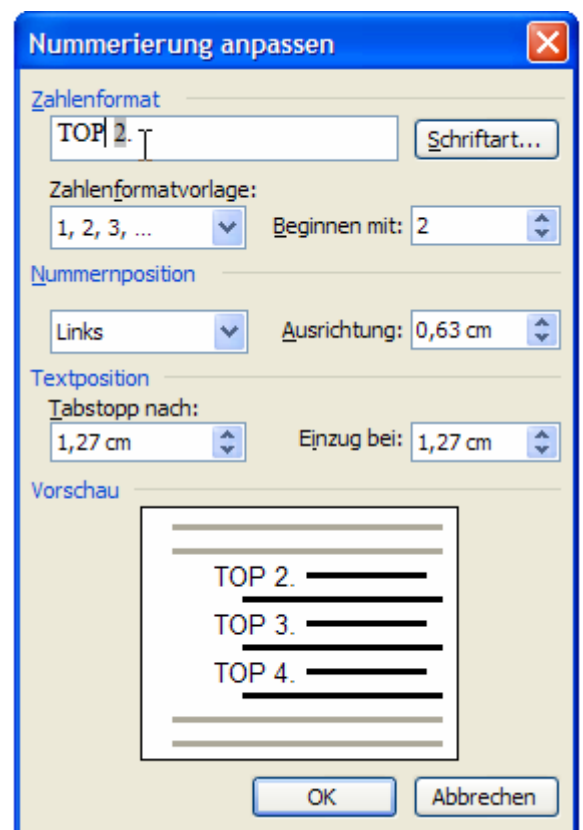 Nummerierung anpassen
Zahlenformat
TOP 2.
Schriftart...
Zahlenformatvorlage:
1, 2, 3, ...
Beginnen mit: 2
Nummernposition
Links
Ausrichtung: 0,63 cm
Textposition
Tabstopp nach:
1,27 cm
Einzug bei: 1,27 cm
Vorschau
TOP 2.
TOP 3.
TOP 4.
OK
Abbrechen